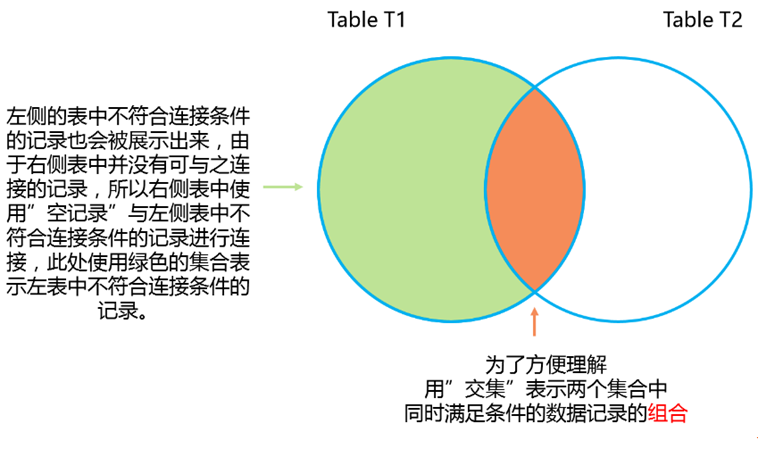 Table T1
Table T2
左侧的表中不符合连接条件
的记录也会被展示出来，由
于右侧表中并没有可与之连
接的记录，所以右侧表中使
用”空记录”与左侧表中不
符合连接条件的记录进行连
接，此处使用绿色的集合表
示左表中不符合连接条件的
记录。
为了方便理解
用”交集”表示两个集合中
同时满足条件的数据记录的组合